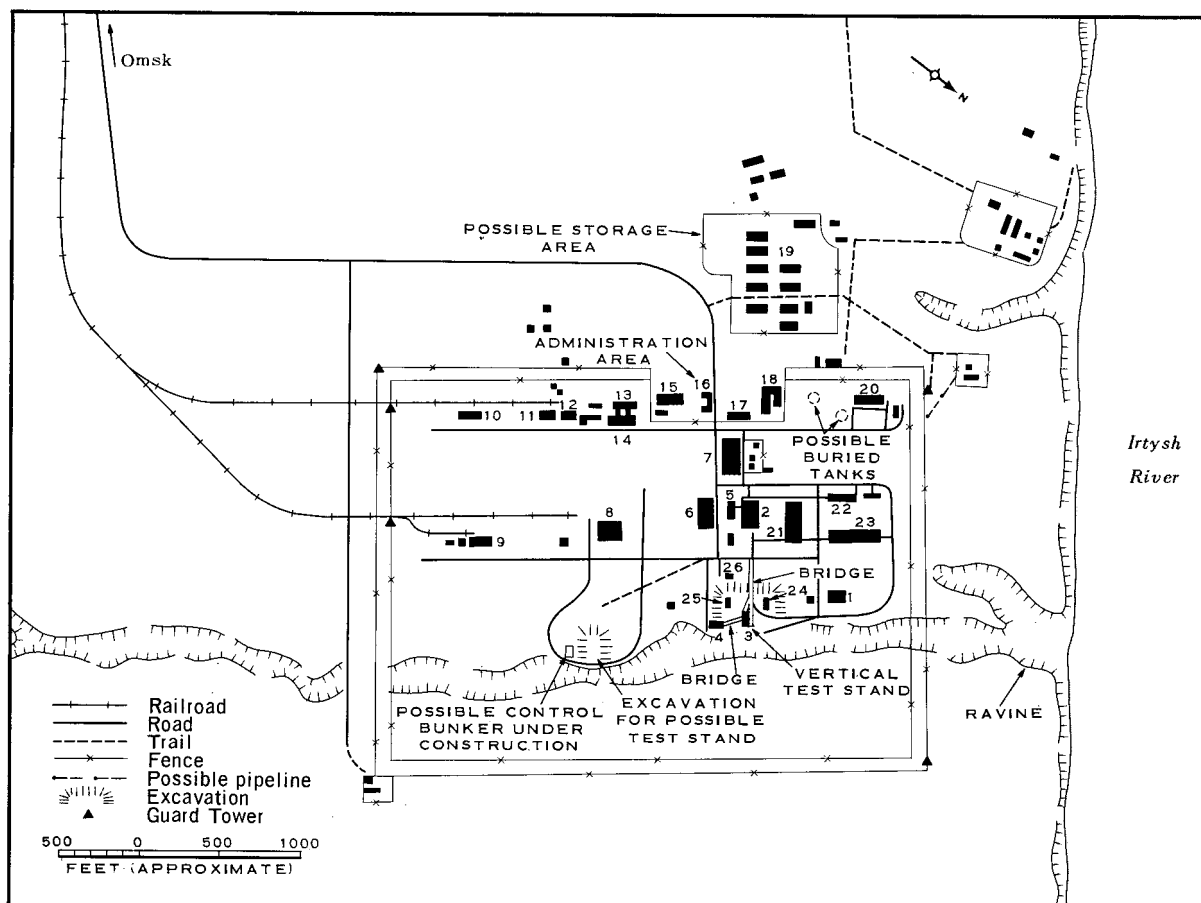 Omsk
N
POSSIBLE STORAGE
AREA
19
ADMINISTRATION
AREA
16
18
15
13
17
20
10
11
12
14
POSSIBLE
BURIED
TANKS
7
Irtysh
River
5
22
8
6
2
21
23
9
26
BRIDGE
25
24
1
4
3
BRIDGE
VERTICAL
TEST STAND
EXCAVATION
FOR POSSIBLE
TEST STAND
POSSIBLE CONTROL
BUNKER UNDER
CONSTRUCTION
RAVINE
Railroad
Road
Trail
Fence
Possible pipeline
Excavation
Guard Tower
500 0 500 1000
FEET (APPROXIMATE)